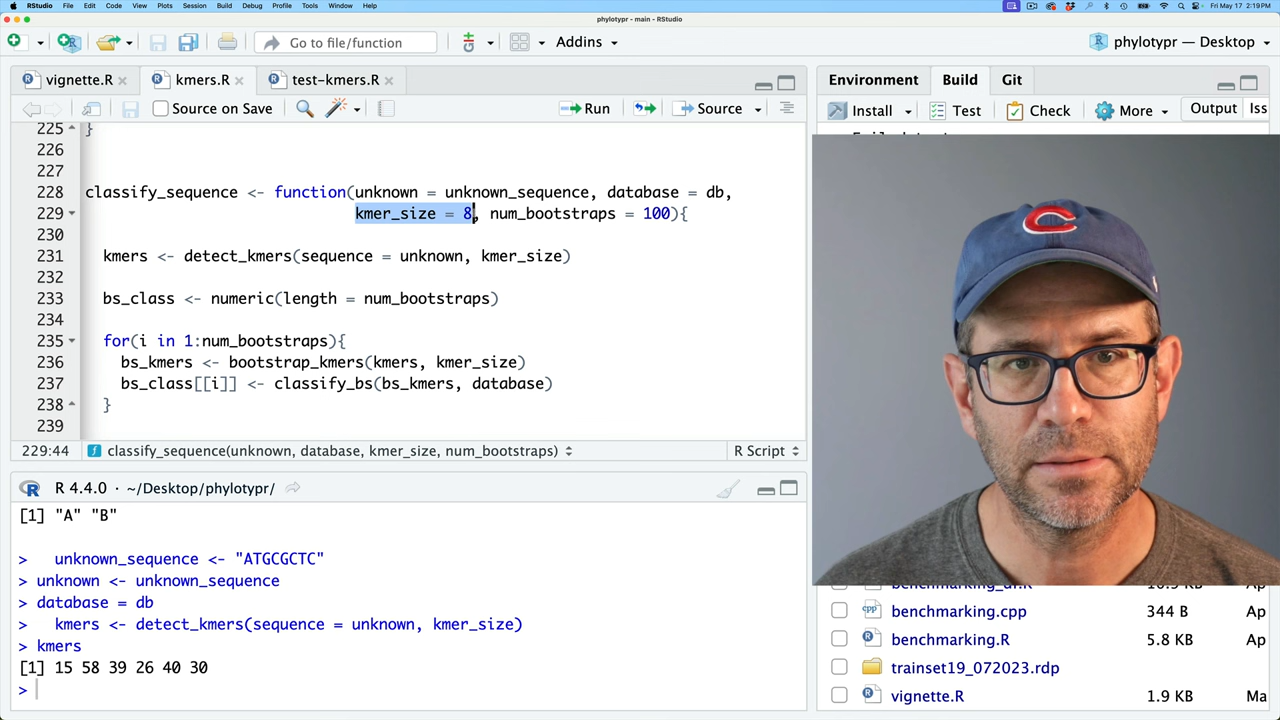 RStudio File Edit Code View Plots Session Build Debug Profile Tools Window Help
Fri May 17 2:19PM
phylotypr - main - RStudio
Go to file/function
Addins
phylotypr — Desktop
vignette.R
kmers.R
test-kmers.R
Environment
Build
Git
Source on Save
Run
Source
Install
Test
Check
More
Output
Iss
225 }
226
227
228 classify_sequence <- function(unknown = unknown_sequence, database = db,
229 kmer_size = 8, num_bootstraps = 100){
230
231 kmers <- detect_kmers(sequence = unknown, kmer_size)
232
233 bs_class <- numeric(length = num_bootstraps)
234
235 for(i in 1:num_bootstraps){
236 bs_kmers <- bootstrap_kmers(kmers, kmer_size)
237 bs_class[[i]] <- classify_bs(bs_kmers, database)
238 }
239
229:44 classify_sequence(unknown, database, kmer_size, num_bootstraps) R Script
R 4.4.0 · ~/Desktop/phylotypr/
[1] "A" "B"
> unknown_sequence <- "ATGCGCTC"
> unknown <- unknown_sequence
> database = db
> kmers <- detect_kmers(sequence = unknown, kmer_size)
> kmers
[1] 15 58 39 26 40 30
>
C
benchmarking.cpp 344 B Ap
benchmarking.R 5.8 KB Ap
trainset19_072023.rdp
vignette.R 1.9 KB Ma